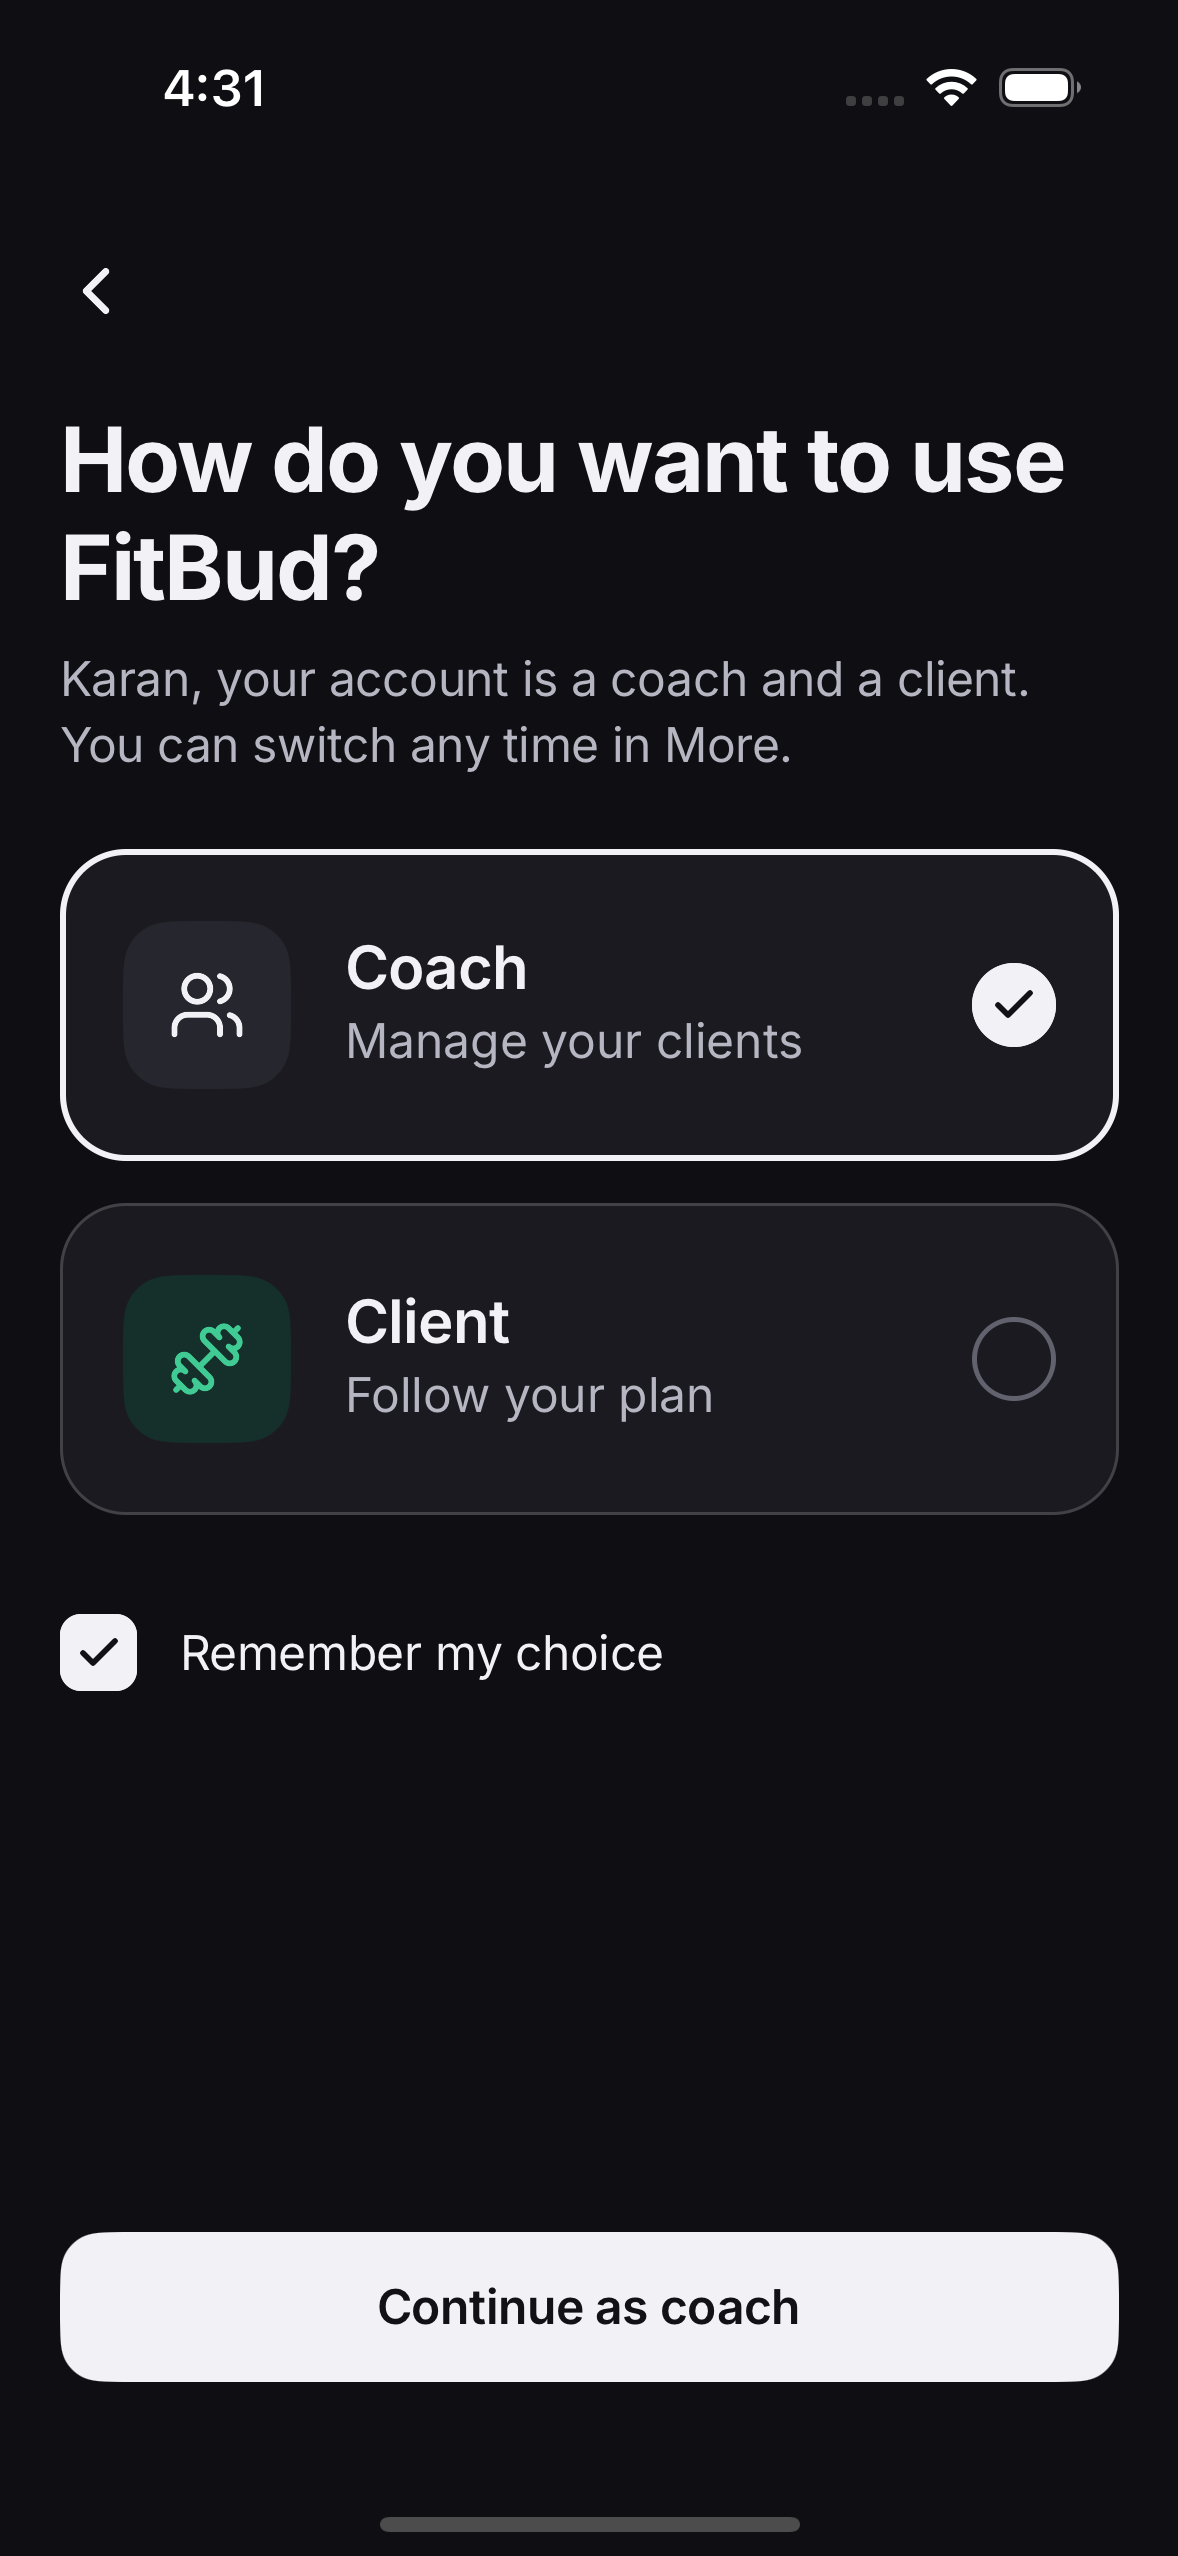 4:31
How do you want to use
FitBud?
Karan, your account is a coach and a client.
You can switch any time in More.
Coach
Manage your clients
Client
Follow your plan
Remember my choice
Continue as coach